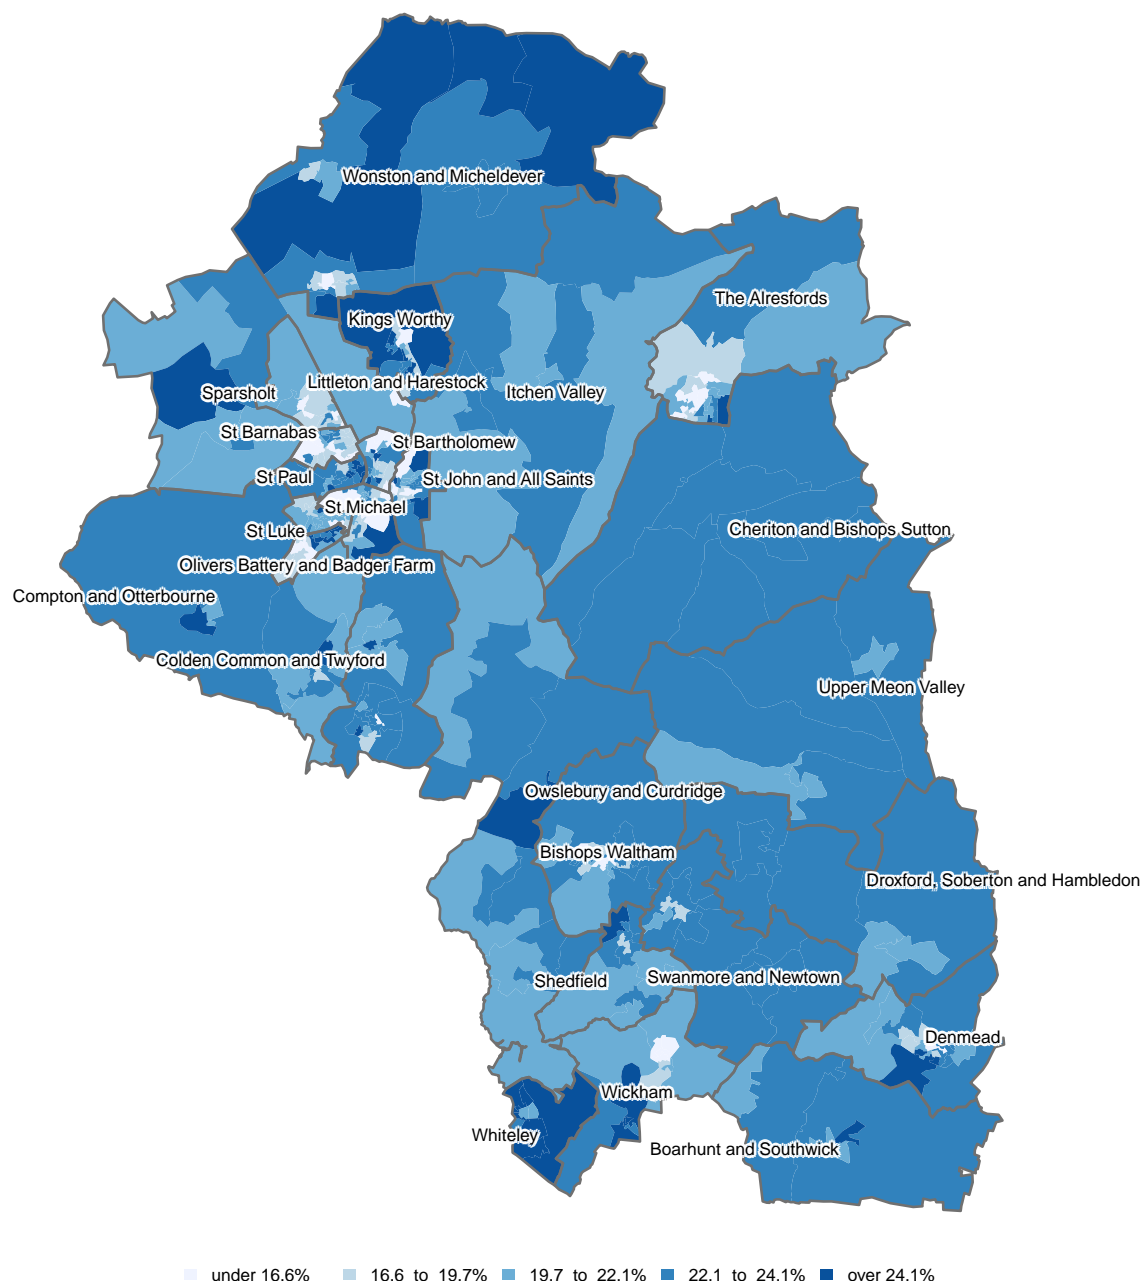 Wonston and Micheldever
The Alresfords
Kings Worthy
Littleton and Harestock
Sparsholt
Itchen Valley
St Barnabas
St Bartholomew
St Paul
St John and All Saints
St Michael
St Luke
Cheriton and Bishops Sutton
Olivers Battery and Badger Farm
Compton and Otterbourne
Colden Common and Twyford
Upper Meon Valley
Owslebury and Curdridge
Bishops Waltham
Droxford, Soberton and Hambledon
Shedfield
Swanmore and Newtown
Denmead
Wickham
Whiteley
Boarhunt and Southwick
under 16.6% 16.6 to 19.7% 19.7 to 22.1% 22.1 to 24.1% over 24.1%